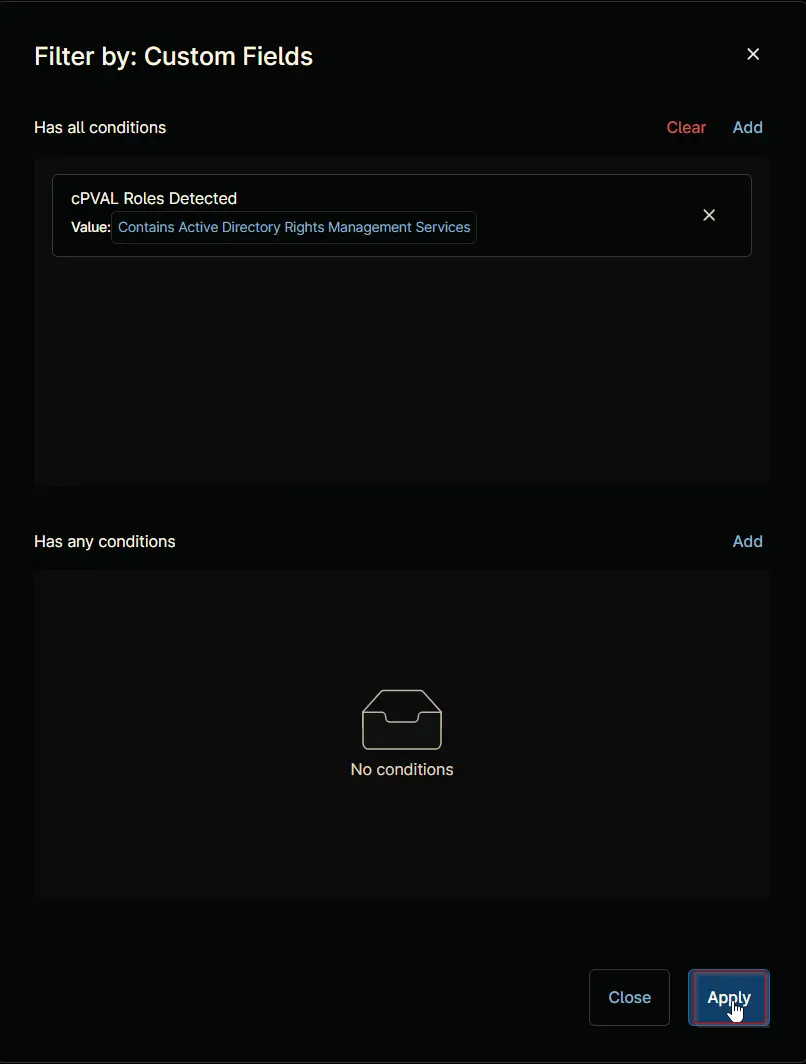 Filter by: Custom Fields
Has all conditions Clear Add
cPVAL Roles Detected
Value: Contains Active Directory Rights Management Services
Has any conditions Add
No conditions
Close Apply